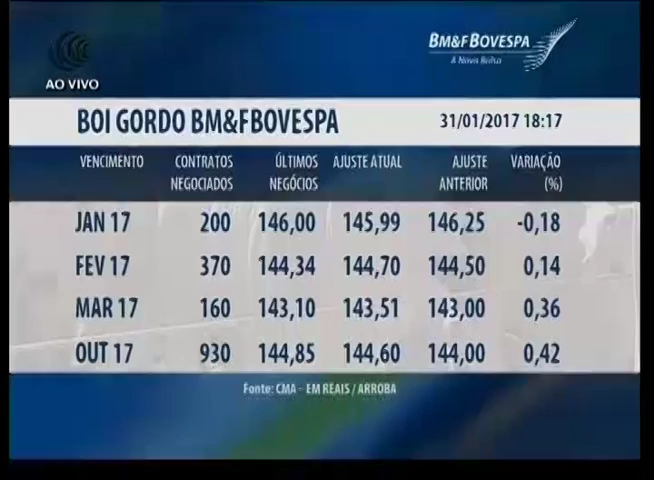 BM&FBOVESPA
A Nova Bolsa
AO VIVO
BOI GORDO BM&FBOVESPA 31/01/2017 18:17
VENCIMENTO CONTRATOS NEGOCIADOS ÚLTIMOS NEGÓCIOS AJUSTE ATUAL AJUSTE ANTERIOR VARIAÇÃO (%)
JAN 17 200 146,00 145,99 146,25 -0,18
FEV 17 370 144,34 144,70 144,50 0,14
MAR 17 160 143,10 143,51 143,00 0,36
OUT 17 930 144,85 144,60 144,00 0,42
Fonte: CMA - EM REAIS / ARROBA